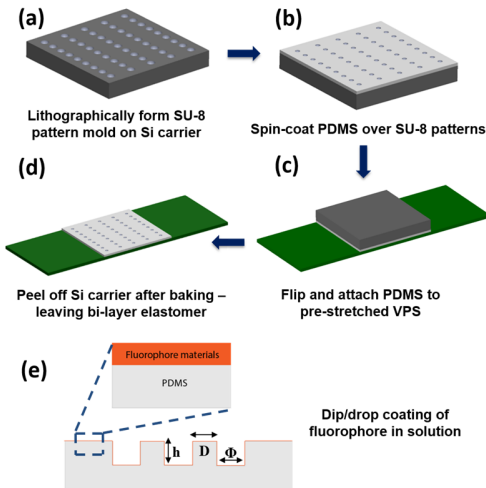 (a)
(b)
Lithographically form SU-8
pattern mold on Si carrier
Spin-coat PDMS over SU-8 patterns
(d)
(c)
Peel off Si carrier after baking –
leaving bi-layer elastomer
Flip and attach PDMS to
pre-stretched VPS
(e)
Fluorophore materials
PDMS
Dip/drop coating of
fluorophore in solution
h
D
Φ